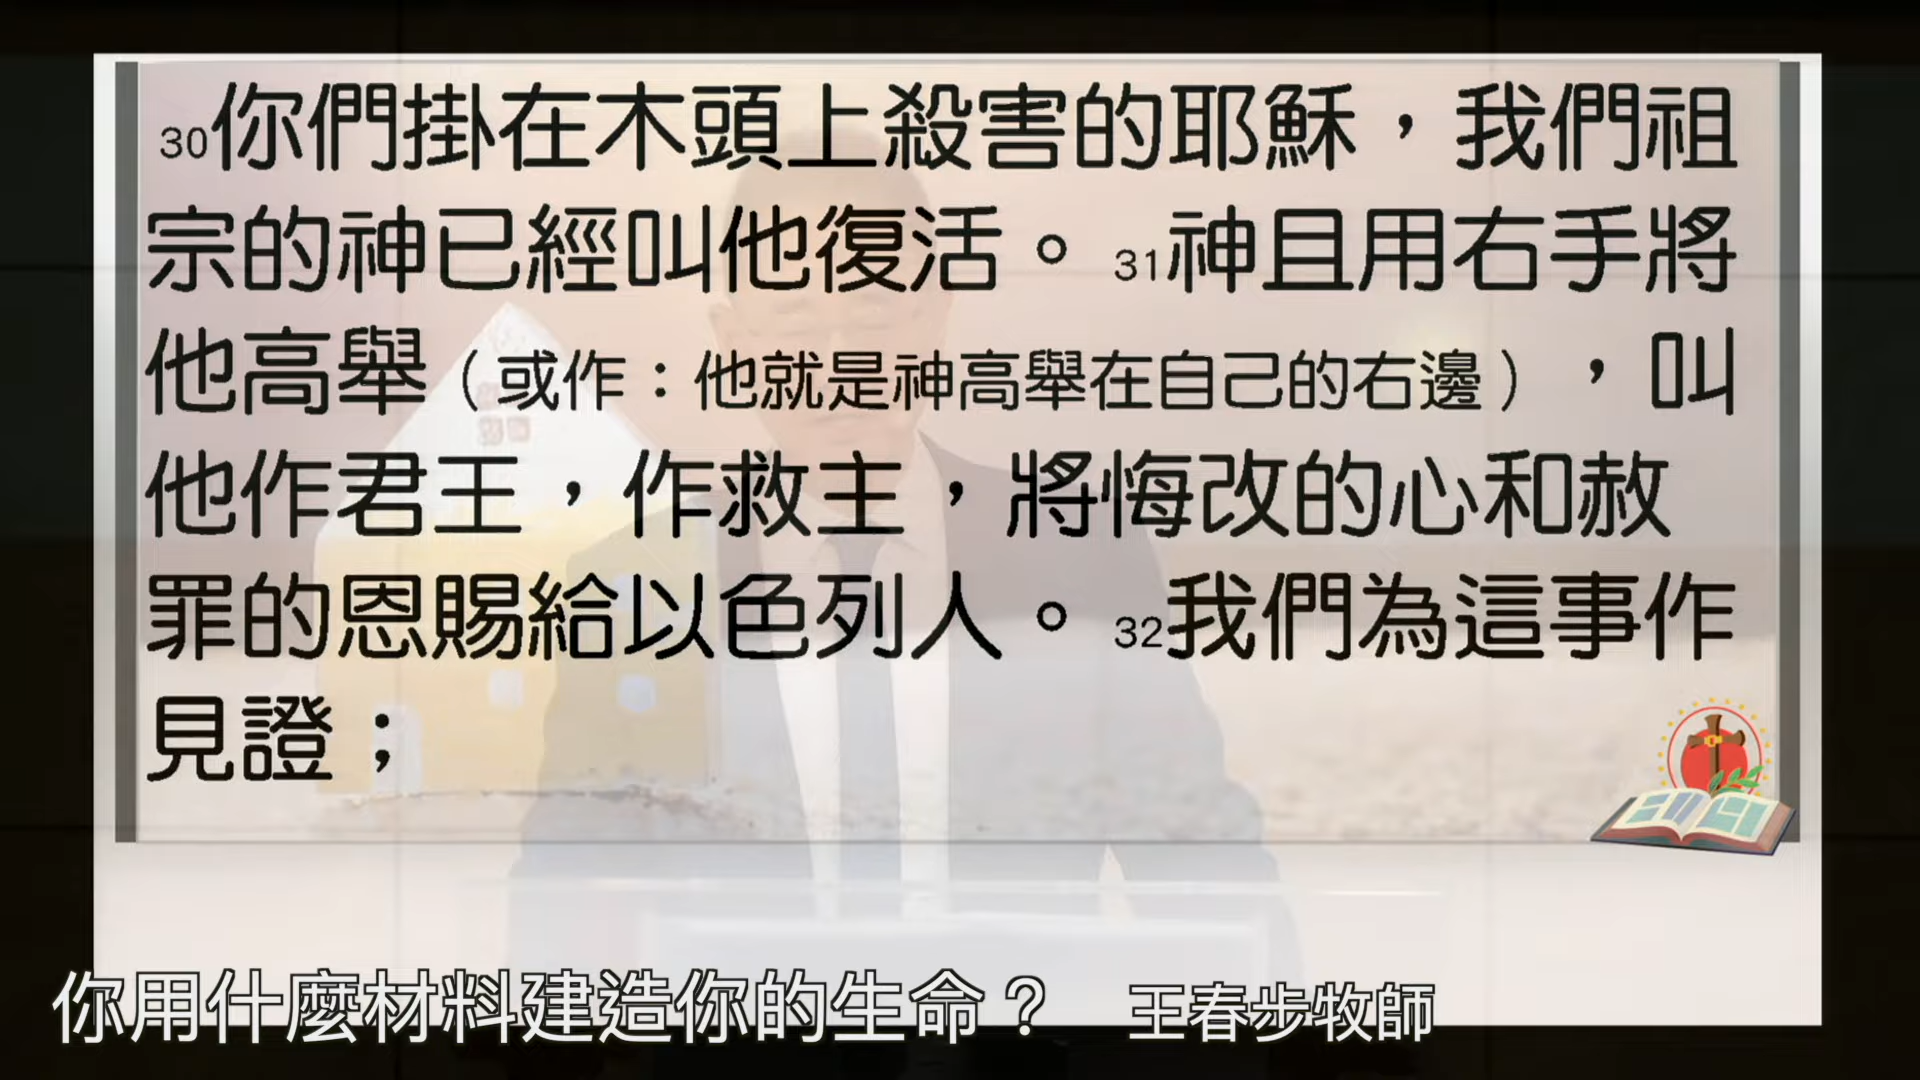 30你們掛在木頭上殺害的耶穌，我們祖
宗的神已經叫他復活。31神且用右手將
他高舉（或作：他就是神高舉在自己的右邊），叫
他作君王，作救主，將悔改的心和赦
罪的恩賜給以色列人。32我們為這事作
見證；
你用什麼材料建造你的生命？ 王春步牧師